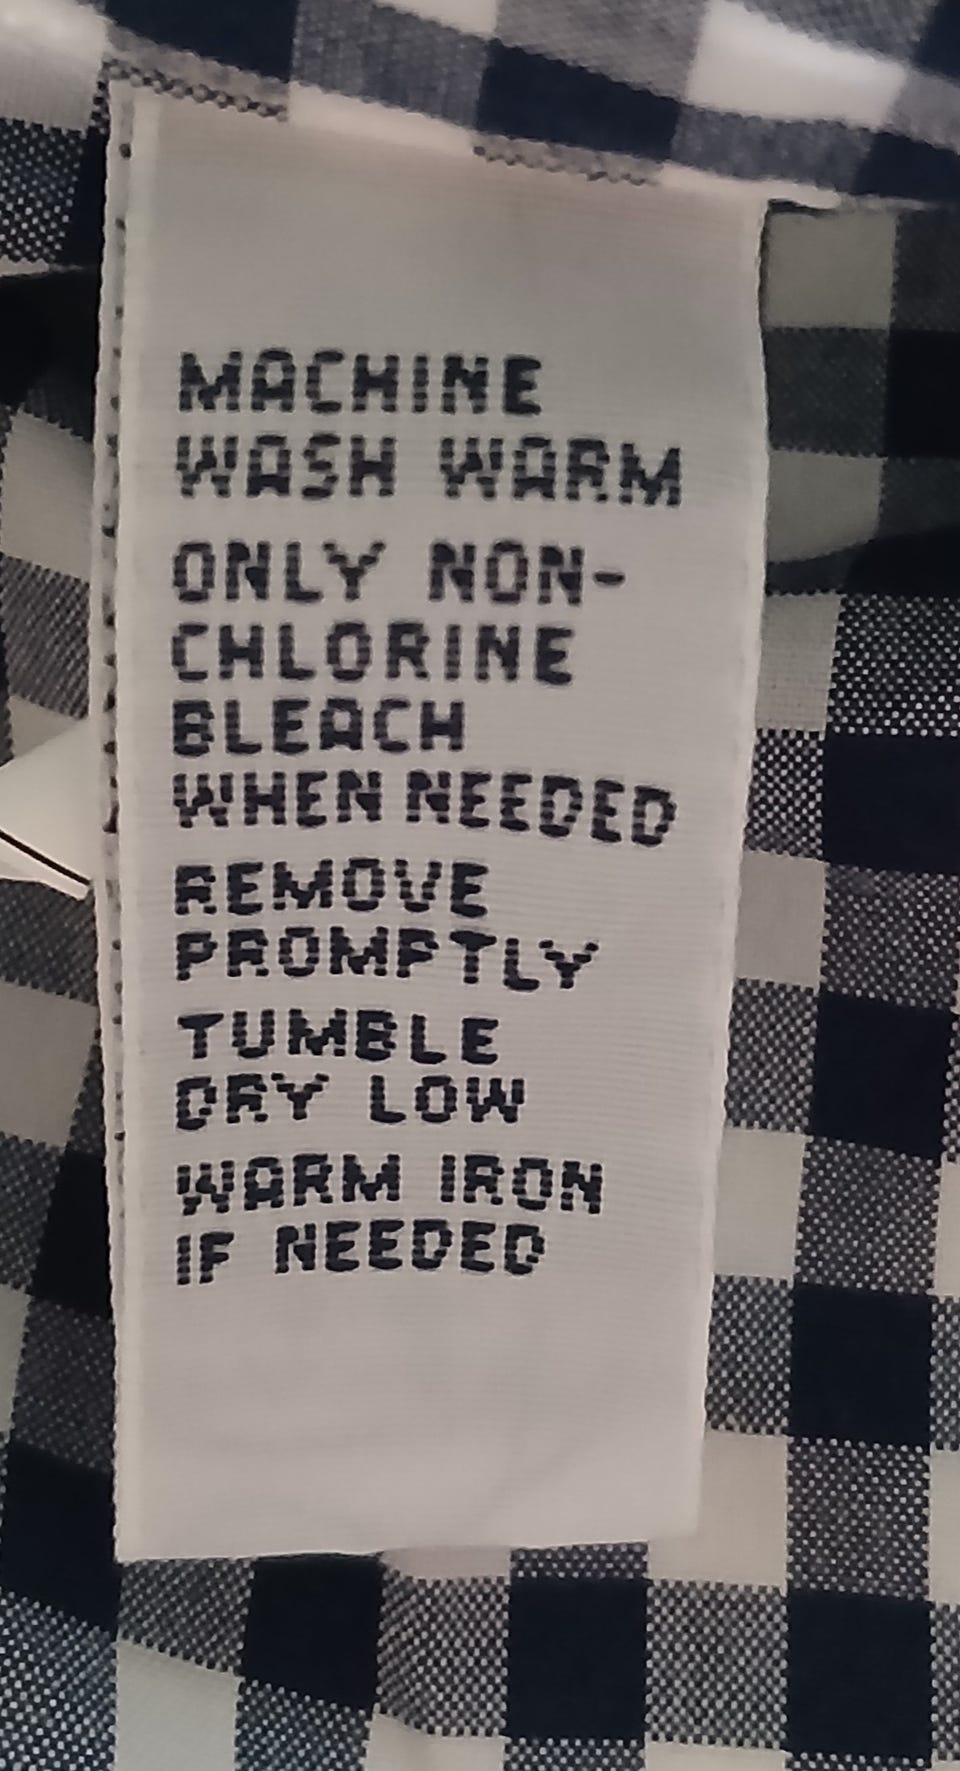 MACHINE
WASH WARM
ONLY NON-
CHLORINE
BLEACH
WHEN NEEDED
REMOVE
PROMPTLY
TUMBLE
DRY LOW
WARM IRON
IF NEEDED